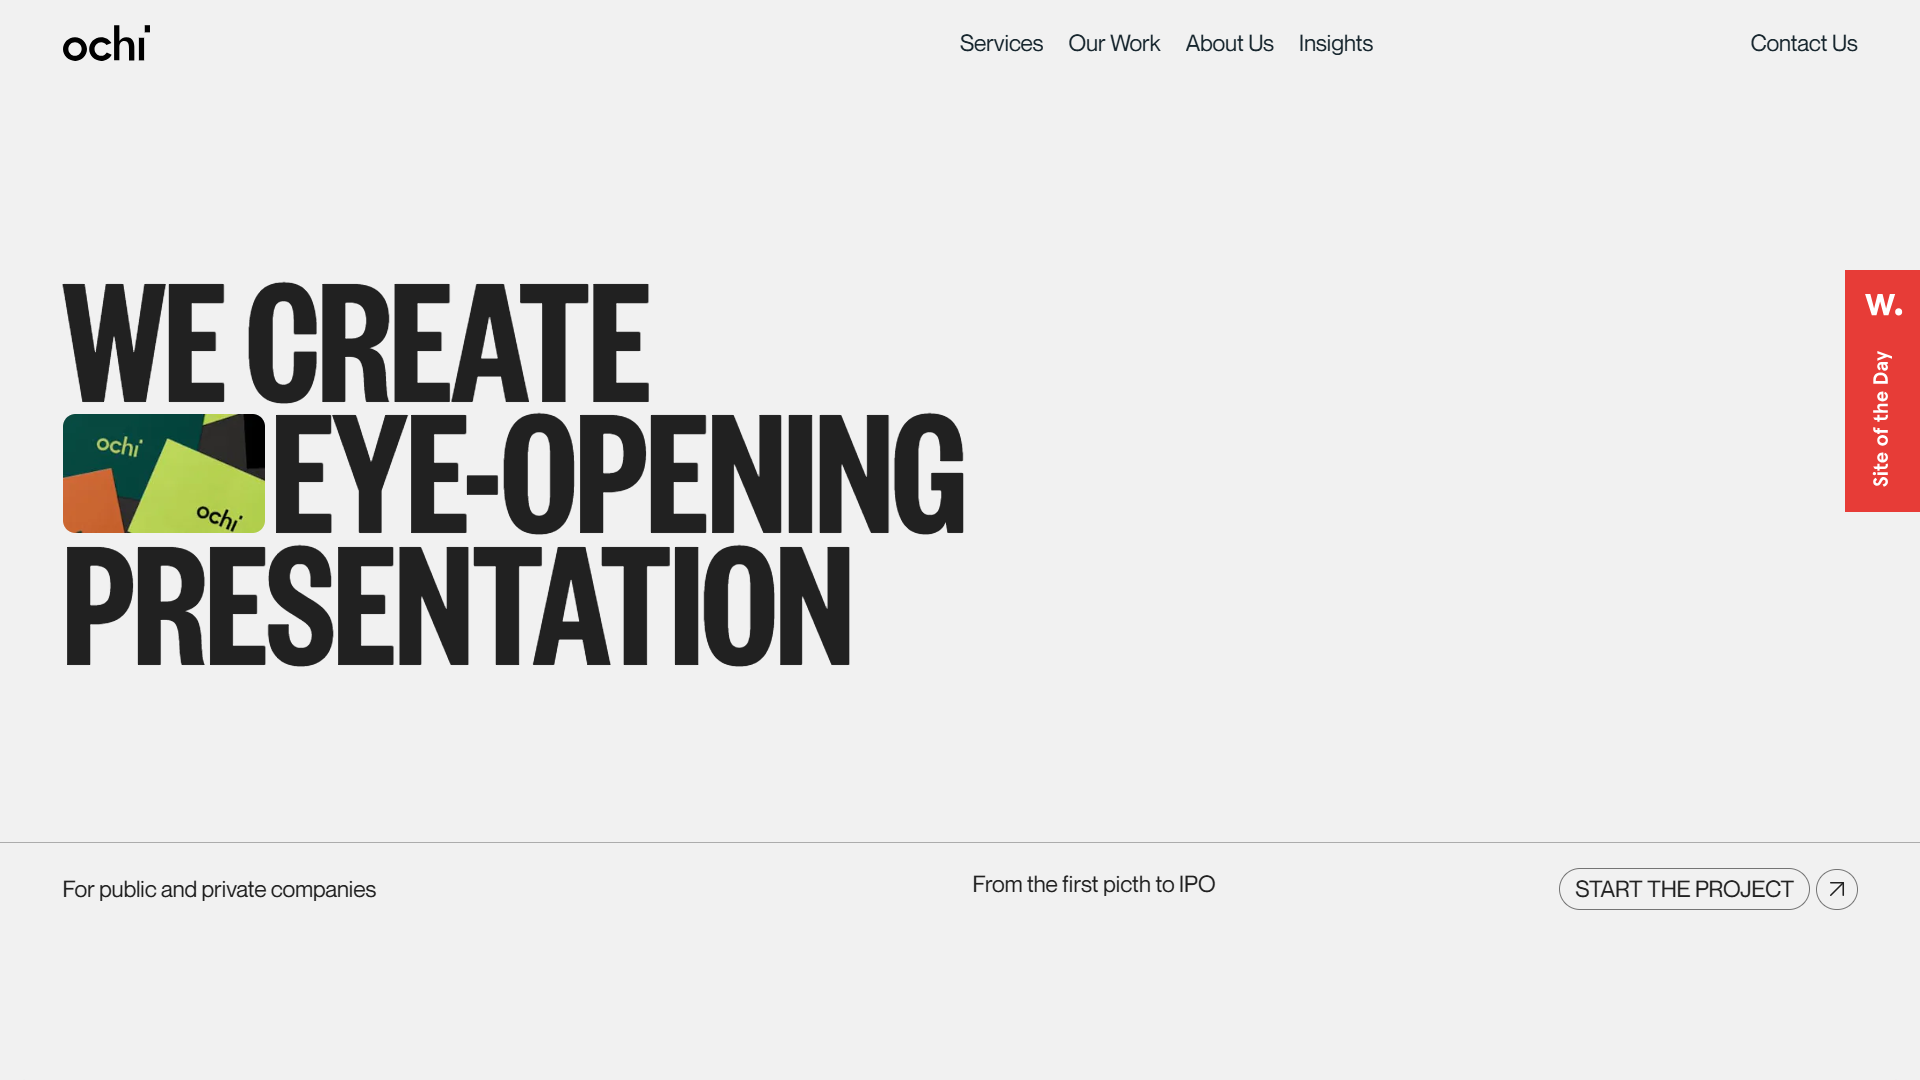 ochi
Services
Our Work
About Us
Insights
Contact Us
WE CREATE
ochi
ochi
EYE-OPENING
PRESENTATION
W.
Site of the Day
For public and private companies
From the first picth to IPO
START THE PROJECT